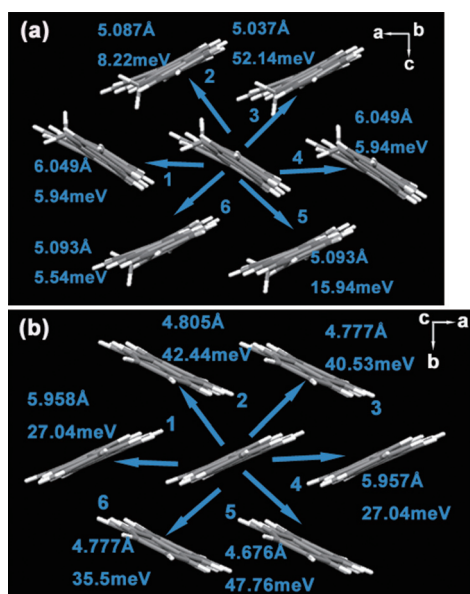 (a)
5.087Å
8.22meV
2
5.037Å
52.14meV
3
a b
c
6.049Å
5.94meV
1
6.049Å
5.94meV
4
6
5.093Å
5.54meV
5
5.093Å
15.94meV
(b)
4.805Å
42.44meV
2
4.777Å
40.53meV
3
c a
b
5.958Å
27.04meV
1
4
5.957Å
27.04meV
6
4.777Å
35.5meV
5
4.676Å
47.76meV